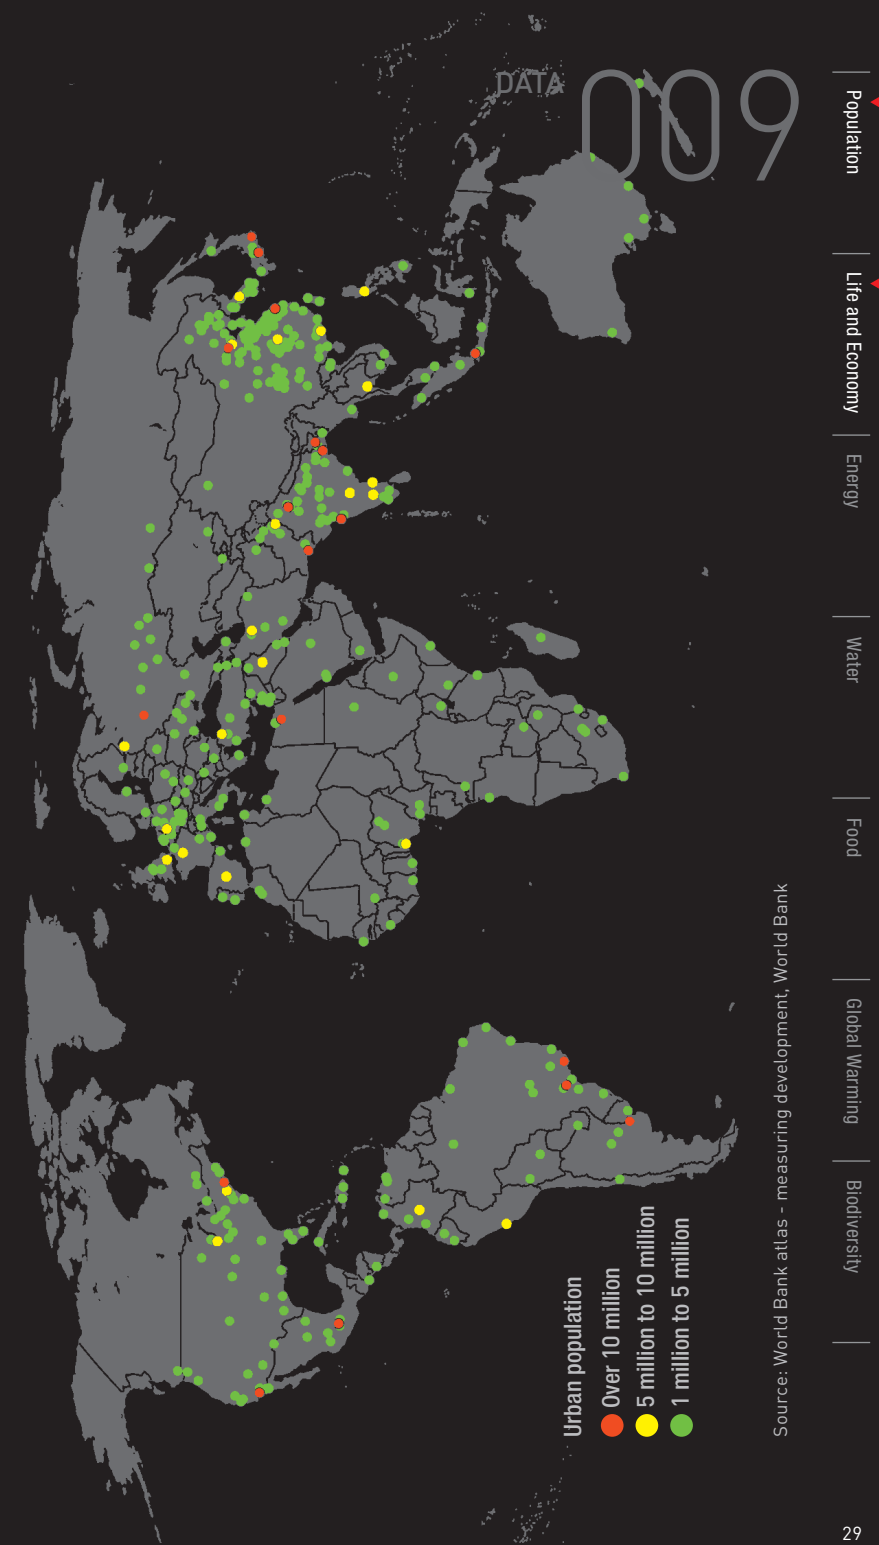 DATA
009
Population
Life and Economy
Energy
Water
Food
Global Warming
Biodiversity
Urban population
Over 10 million
5 million to 10 million
1 million to 5 million
Source: World Bank atlas - measuring development, World Bank
29